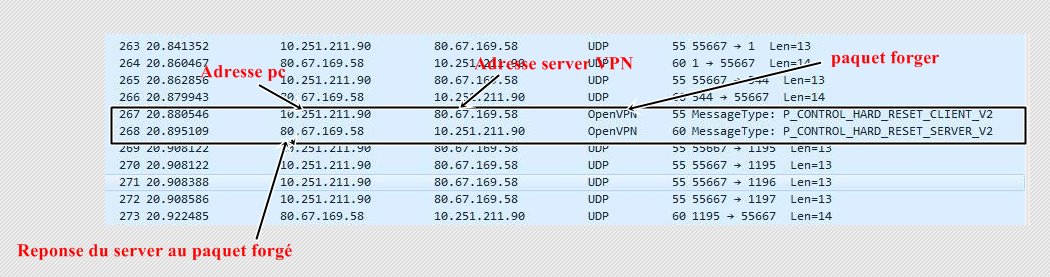 263 20.841352 10.251.211.90 80.67.169.58 UDP 55 55667 → 1 Len=13
264 20.860467 80.67.169.58 10.251.211.90 UDP 60 1 → 55667 Len=14
paquet forger
Adresse pc
Adresse server VPN
265 20.862856 10.251.211.90 80.67.169.58 UDP 55 55667 → 544 Len=13
266 20.879943 80.67.169.58 10.251.211.90 UDP 60 544 → 55667 Len=14
267 20.880546 10.251.211.90 80.67.169.58 OpenVPN 55 MessageType: P_CONTROL_HARD_RESET_CLIENT_V2
268 20.895109 80.67.169.58 10.251.211.90 OpenVPN 60 MessageType: P_CONTROL_HARD_RESET_SERVER_V2
269 20.908122 10.251.211.90 80.67.169.58 UDP 55 55667 → 1195 Len=13
270 20.908122 10.251.211.90 80.67.169.58 UDP 55 55667 → 1195 Len=13
271 20.908388 10.251.211.90 80.67.169.58 UDP 55 55667 → 1196 Len=13
272 20.908586 10.251.211.90 80.67.169.58 UDP 55 55667 → 1197 Len=13
273 20.922485 80.67.169.58 10.251.211.90 UDP 60 1195 → 55667 Len=14
Reponse du server au paquet forgé